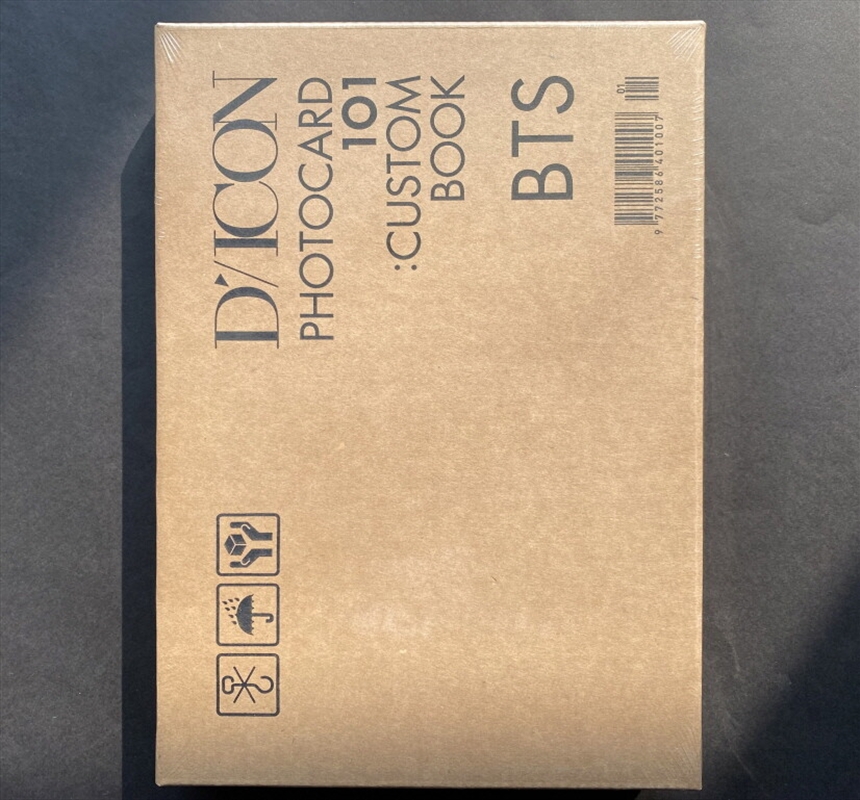 D'/ICON
PHOTOCARD
101
:CUSTOM
BOOK
BTS
9 772586 401007
01